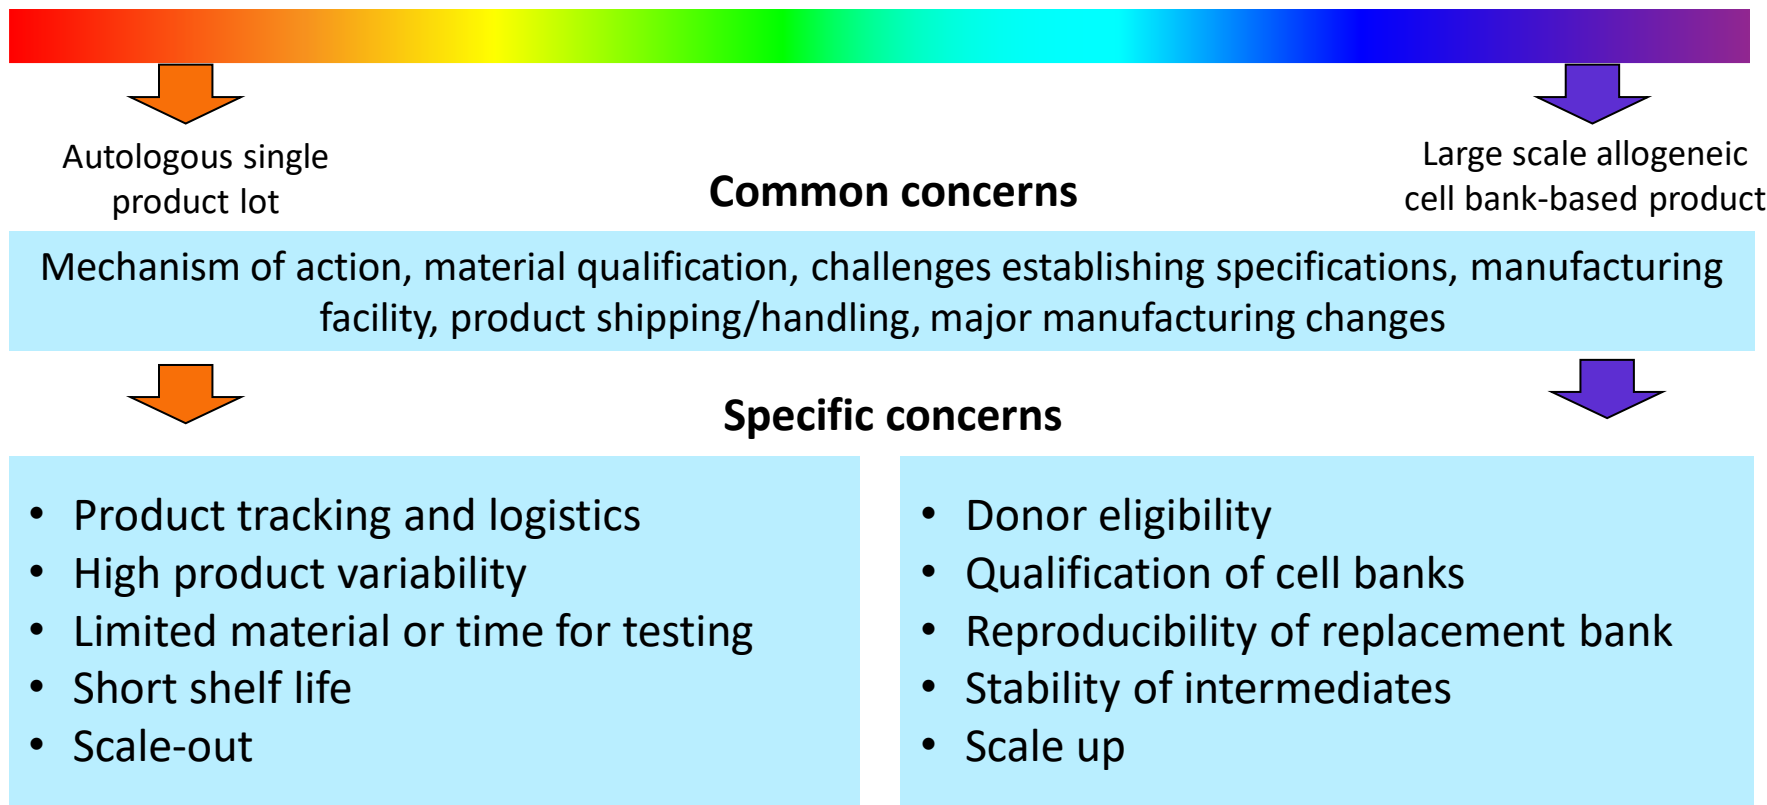 Autologous single
product lot
Large scale allogeneic
cell bank-based product
Common concerns
Mechanism of action, material qualification, challenges establishing specifications, manufacturing
facility, product shipping/handling, major manufacturing changes
Specific concerns
• Product tracking and logistics
• High product variability
• Limited material or time for testing
• Short shelf life
• Scale-out
• Donor eligibility
• Qualification of cell banks
• Reproducibility of replacement bank
• Stability of intermediates
• Scale up